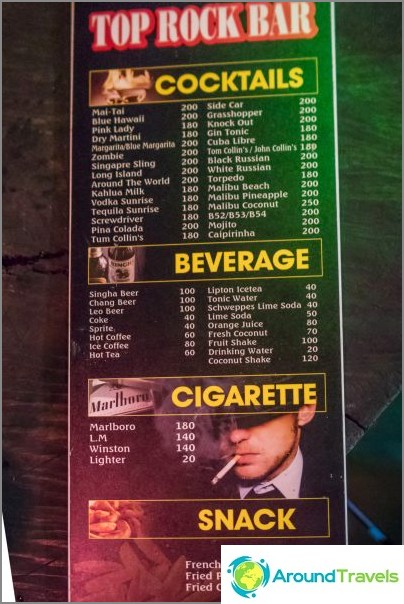 TOP ROCK BAR
COCKTAILS
Mai-Tai 200
Blue Hawaii 200
Pink Lady 180
Dry Martini 180
Margarita/Blue Margarita 200
Zombie 200
Singapre Sling 200
Long Island 200
Around The World 200
Kahlua Milk 180
Vodka Sunrise 180
Tequila Sunrise 180
Screwdriver 180
Pina Colada 200
Tum Collin's 180
Side Car 200
Grasshopper 200
Knock Out 200
Gin Tonic 180
Cuba Libre 180
Tom Collin's / John Collin's 180
Black Russian 200
White Russian 200
Torpedo 180
Malibu Beach 200
Malibu Pineapple 200
Malibu Coconut 250
B52/B53/B54 200
Mojito 200
Caipirinha 200
BEVERAGE
Singha Beer 100
Chang Beer 100
Leo Beer 100
Coke 40
Sprite 40
Hot Coffee 60
Ice Coffee 80
Hot Tea 60
Lipton Icetea 40
Tonic Water 40
Schweppes Lime Soda 40
Lime Soda 50
Orange Juice 80
Fresh Coconut 70
Fruit Shake 100
Drinking Water 20
Coconut Shake 120
Marlboro
CIGARETTE
Marlboro 180
L.M 140
Winston 140
Lighter 20
SNACK
French
Fried
Fried
AroundTravels